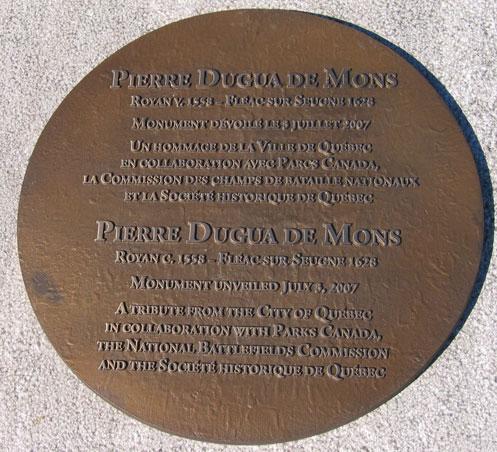 Pierre Dugua de Mons
Royan v. 1558 – Fléac-sur-Seugne 1628
Monument dévoilé le 3 juillet 2007
Un hommage de la Ville de Québec
en collaboration avec Parcs Canada,
la Commission des champs de bataille nationaux
et la Société historique de Québec
Pierre Dugua de Mons
Royan c. 1558 – Fléac-sur-Seugne 1628
Monument unveiled July 3, 2007
A tribute from the City of Québec
in collaboration with Parks Canada,
the National Battlefields Commission
and the Société historique de Québec